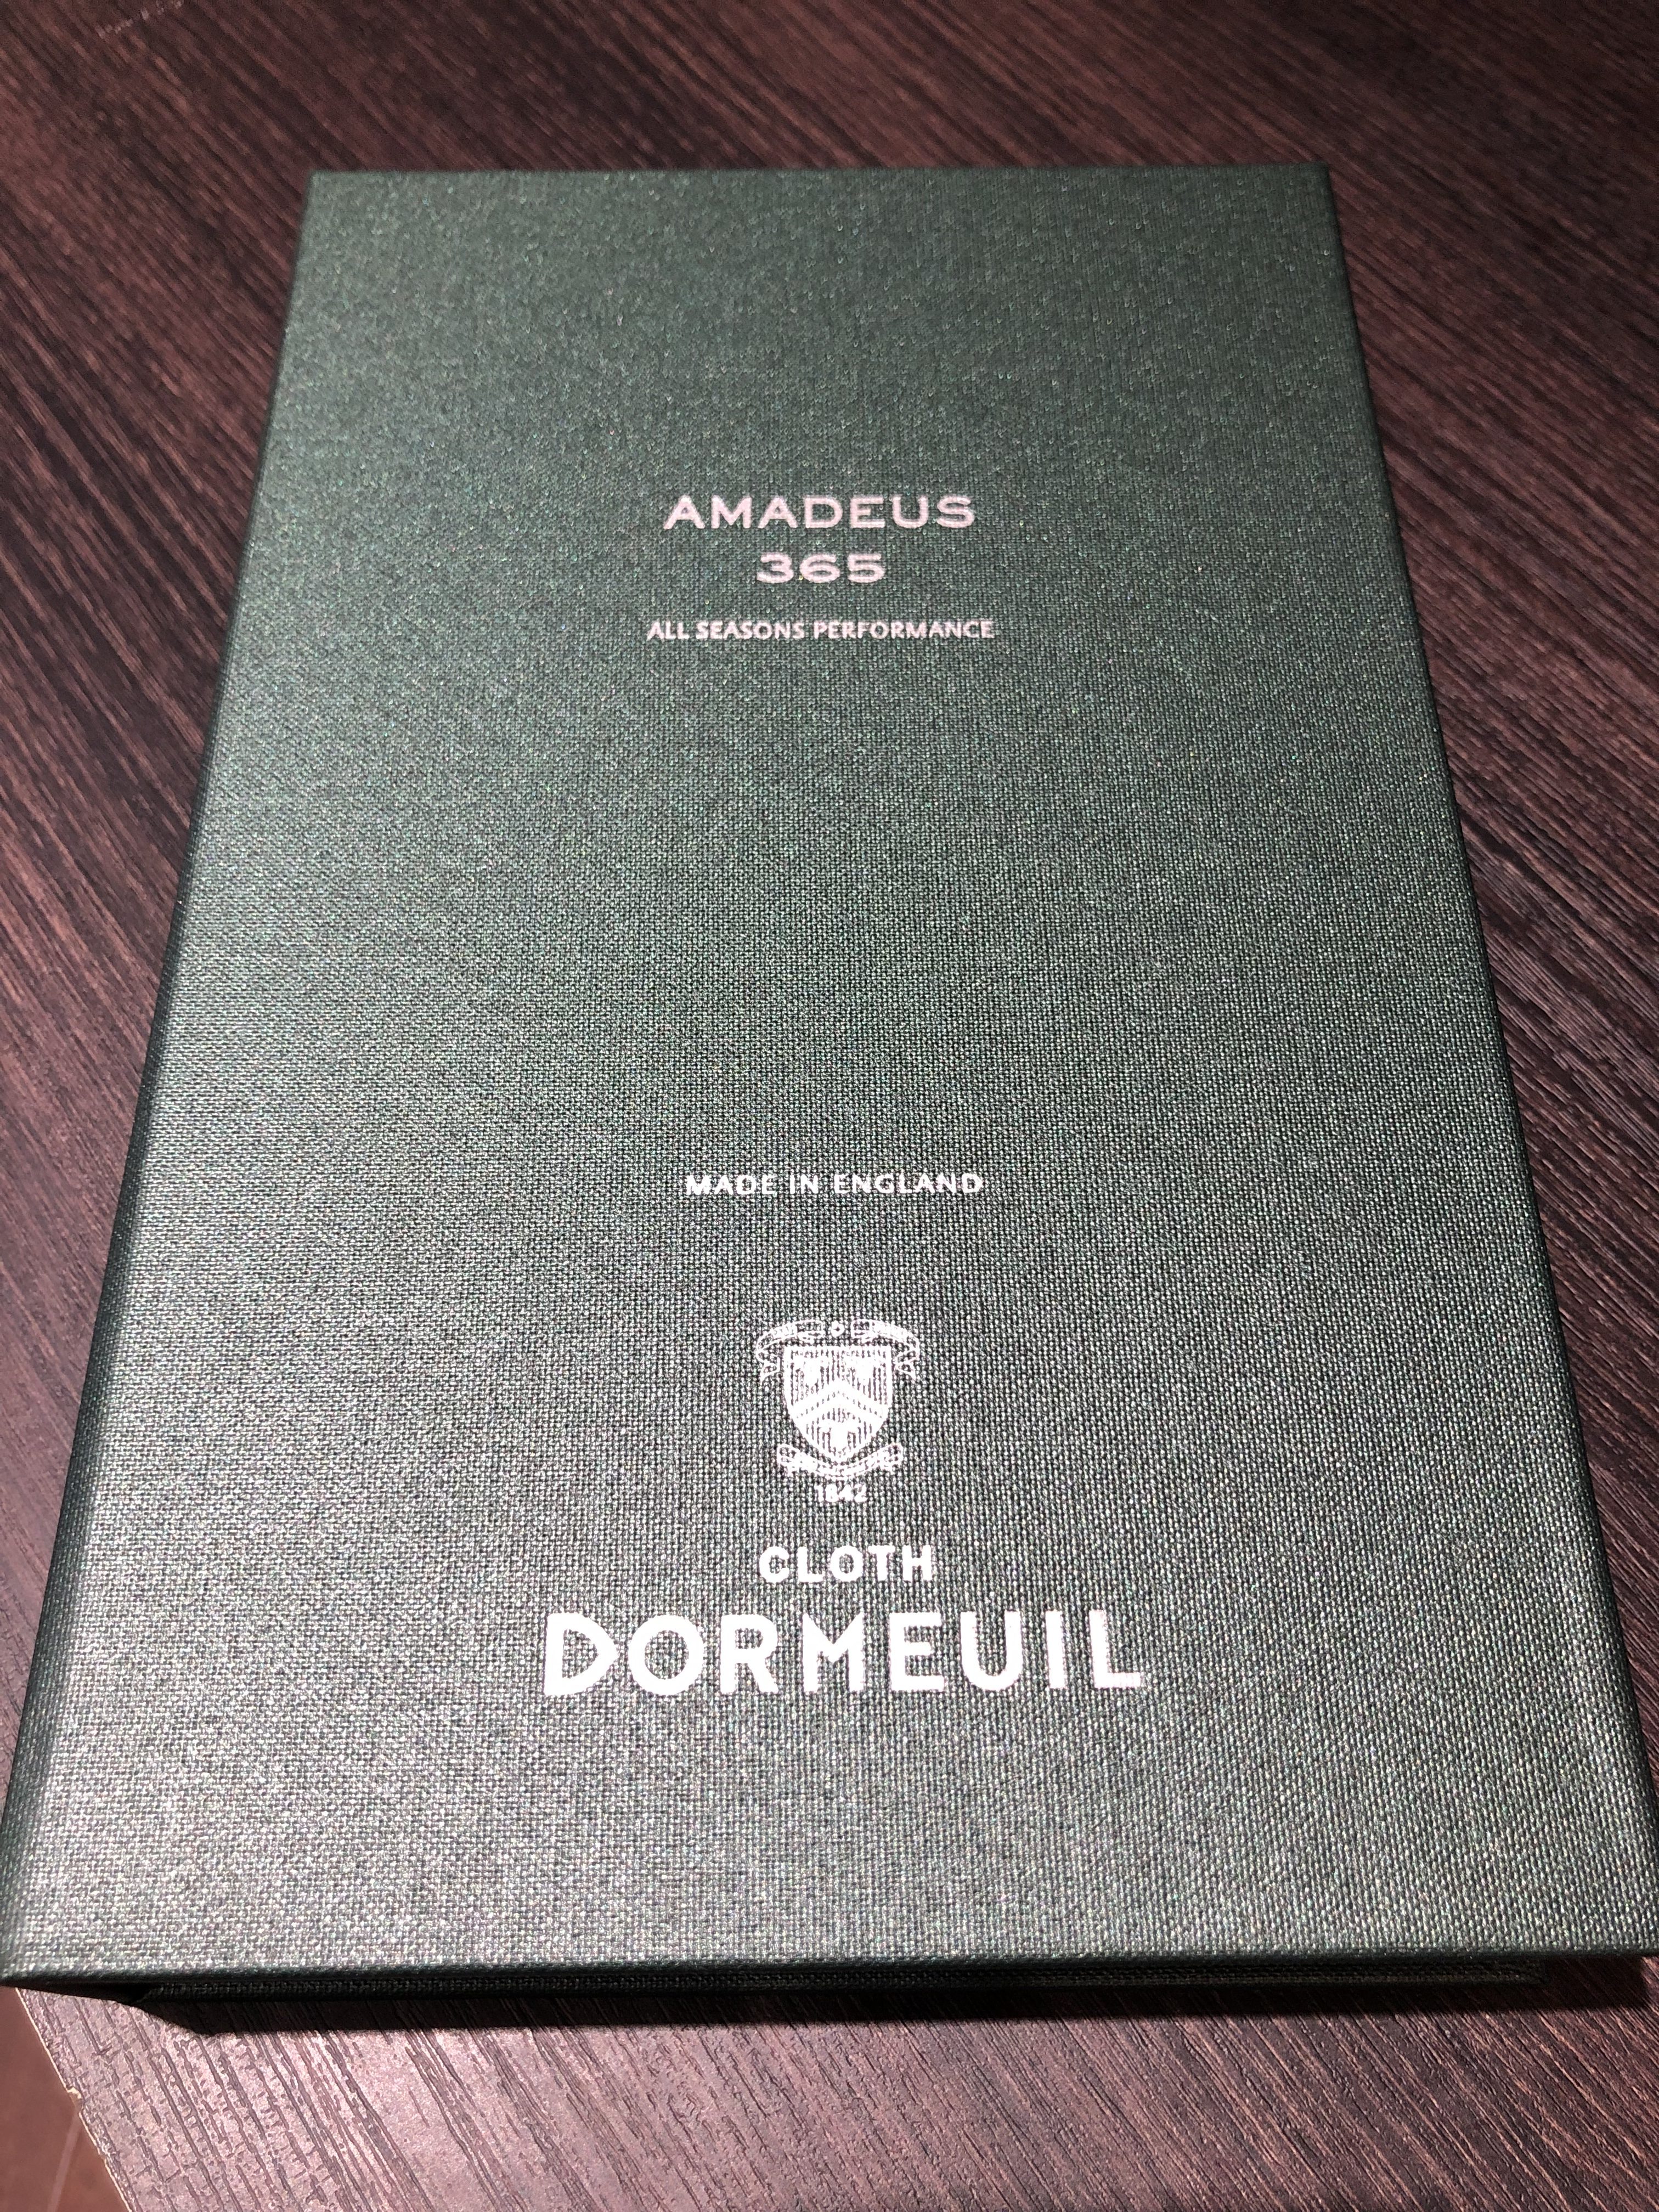 AMADEUS
365
ALL SEASONS PERFORMANCE
MADE IN ENGLAND
1842
CLOTH
DORMEUIL